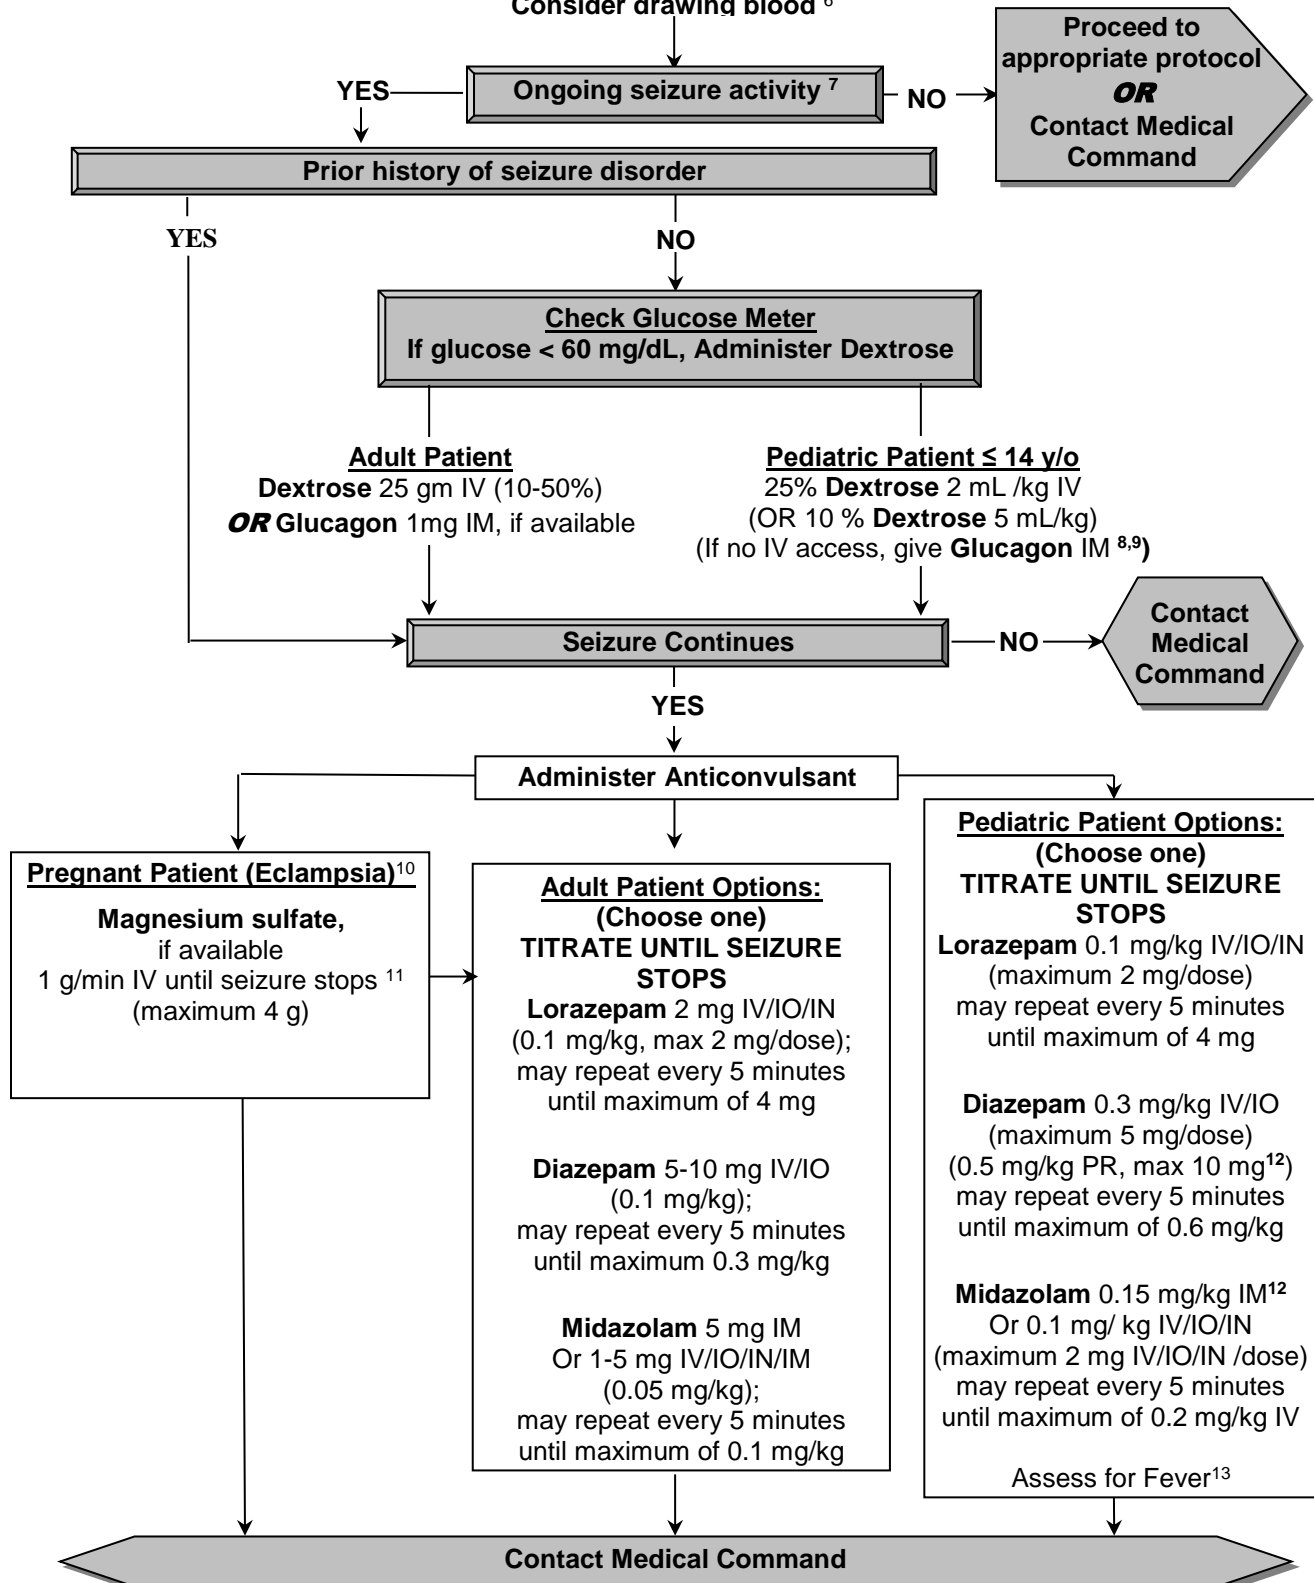 Consider drawing blood 6
Proceed to
appropriate protocol
OR
Contact Medical
Command
YES
Ongoing seizure activity 7
NO
Prior history of seizure disorder
YES
NO
Check Glucose Meter
If glucose < 60 mg/dL, Administer Dextrose
Adult Patient
Dextrose 25 gm IV (10-50%)
OR Glucagon 1mg IM, if available
Pediatric Patient ≤ 14 y/o
25% Dextrose 2 mL /kg IV
(OR 10 % Dextrose 5 mL/kg)
(If no IV access, give Glucagon IM 8,9)
Seizure Continues
NO
Contact
Medical
Command
YES
Administer Anticonvulsant
Pregnant Patient (Eclampsia)10
Magnesium sulfate,
if available
1 g/min IV until seizure stops 11
(maximum 4 g)
Adult Patient Options:
(Choose one)
TITRATE UNTIL SEIZURE
STOPS
Lorazepam 2 mg IV/IO/IN
(0.1 mg/kg, max 2 mg/dose);
may repeat every 5 minutes
until maximum of 4 mg
Diazepam 5-10 mg IV/IO
(0.1 mg/kg);
may repeat every 5 minutes
until maximum 0.3 mg/kg
Midazolam 5 mg IM
Or 1-5 mg IV/IO/IN/IM
(0.05 mg/kg);
may repeat every 5 minutes
until maximum of 0.1 mg/kg
Pediatric Patient Options:
(Choose one)
TITRATE UNTIL SEIZURE
STOPS
Lorazepam 0.1 mg/kg IV/IO/IN
(maximum 2 mg/dose)
may repeat every 5 minutes
until maximum of 4 mg
Diazepam 0.3 mg/kg IV/IO
(maximum 5 mg/dose)
(0.5 mg/kg PR, max 10 mg12)
may repeat every 5 minutes
until maximum of 0.6 mg/kg
Midazolam 0.15 mg/kg IM12
Or 0.1 mg/ kg IV/IO/IN
(maximum 2 mg IV/IO/IN /dose)
may repeat every 5 minutes
until maximum of 0.2 mg/kg IV
Assess for Fever13
Contact Medical Command